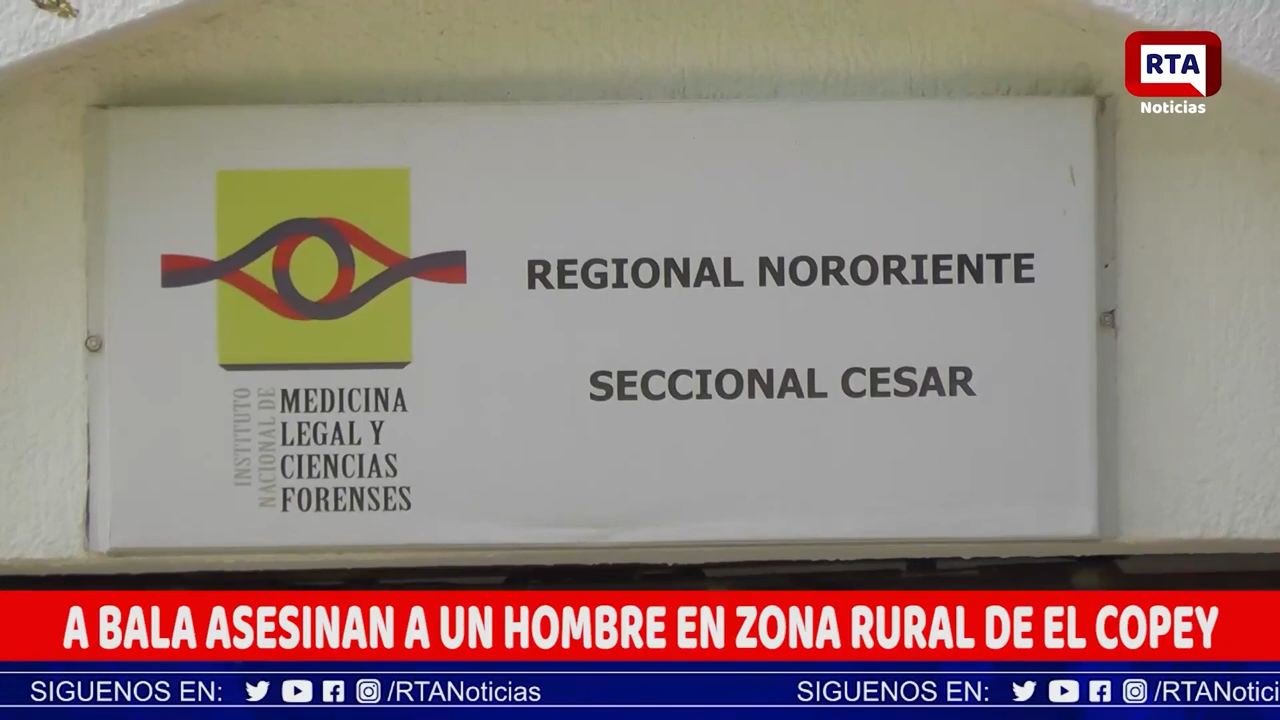 RTA
Noticias
REGIONAL NORORIENTE
SECCIONAL CESAR
INSTITUTO
NACIONAL DE
MEDICINA
LEGAL Y
CIENCIAS
FORENSES
A BALA ASESINAN A UN HOMBRE EN ZONA RURAL DE EL COPEY
SIGUENOS EN: /RTANoticias SIGUENOS EN: /RTANotici